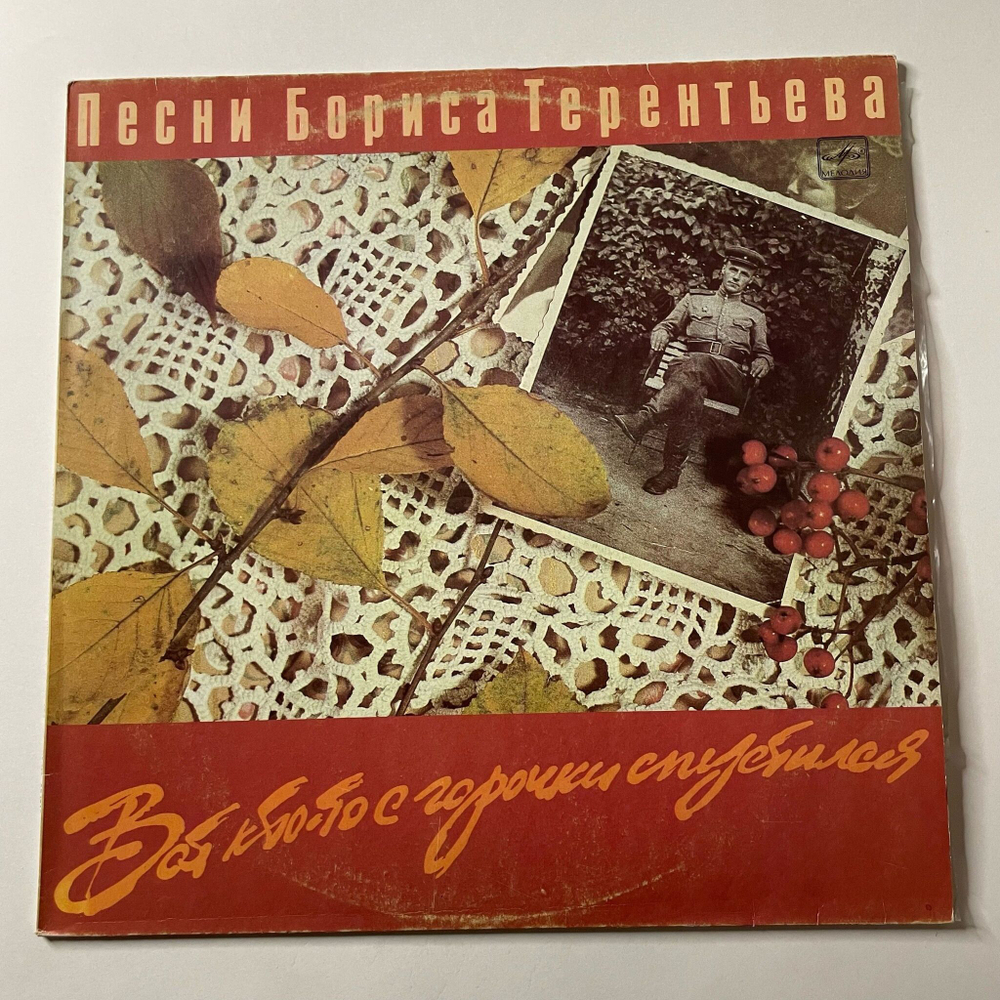 Песни Бориса Терентьева
МЕЛОДИЯ
Вот кто-то с горочки спустился